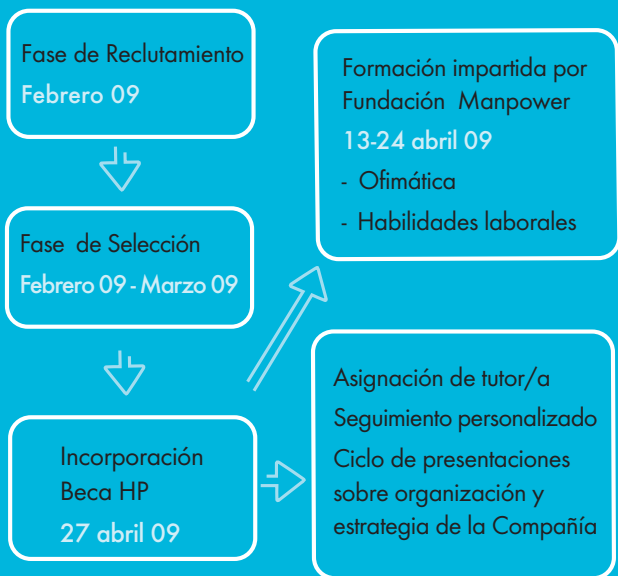 Fase de Reclutamiento
Febrero 09
Fase de Selección
Febrero 09 - Marzo 09
Incorporación
Beca HP
27 abril 09
Formación impartida por
Fundación Manpower
13-24 abril 09
- Ofimática
- Habilidades laborales
Asignación de tutor/a
Seguimiento personalizado
Ciclo de presentaciones
sobre organización y
estrategia de la Compañía